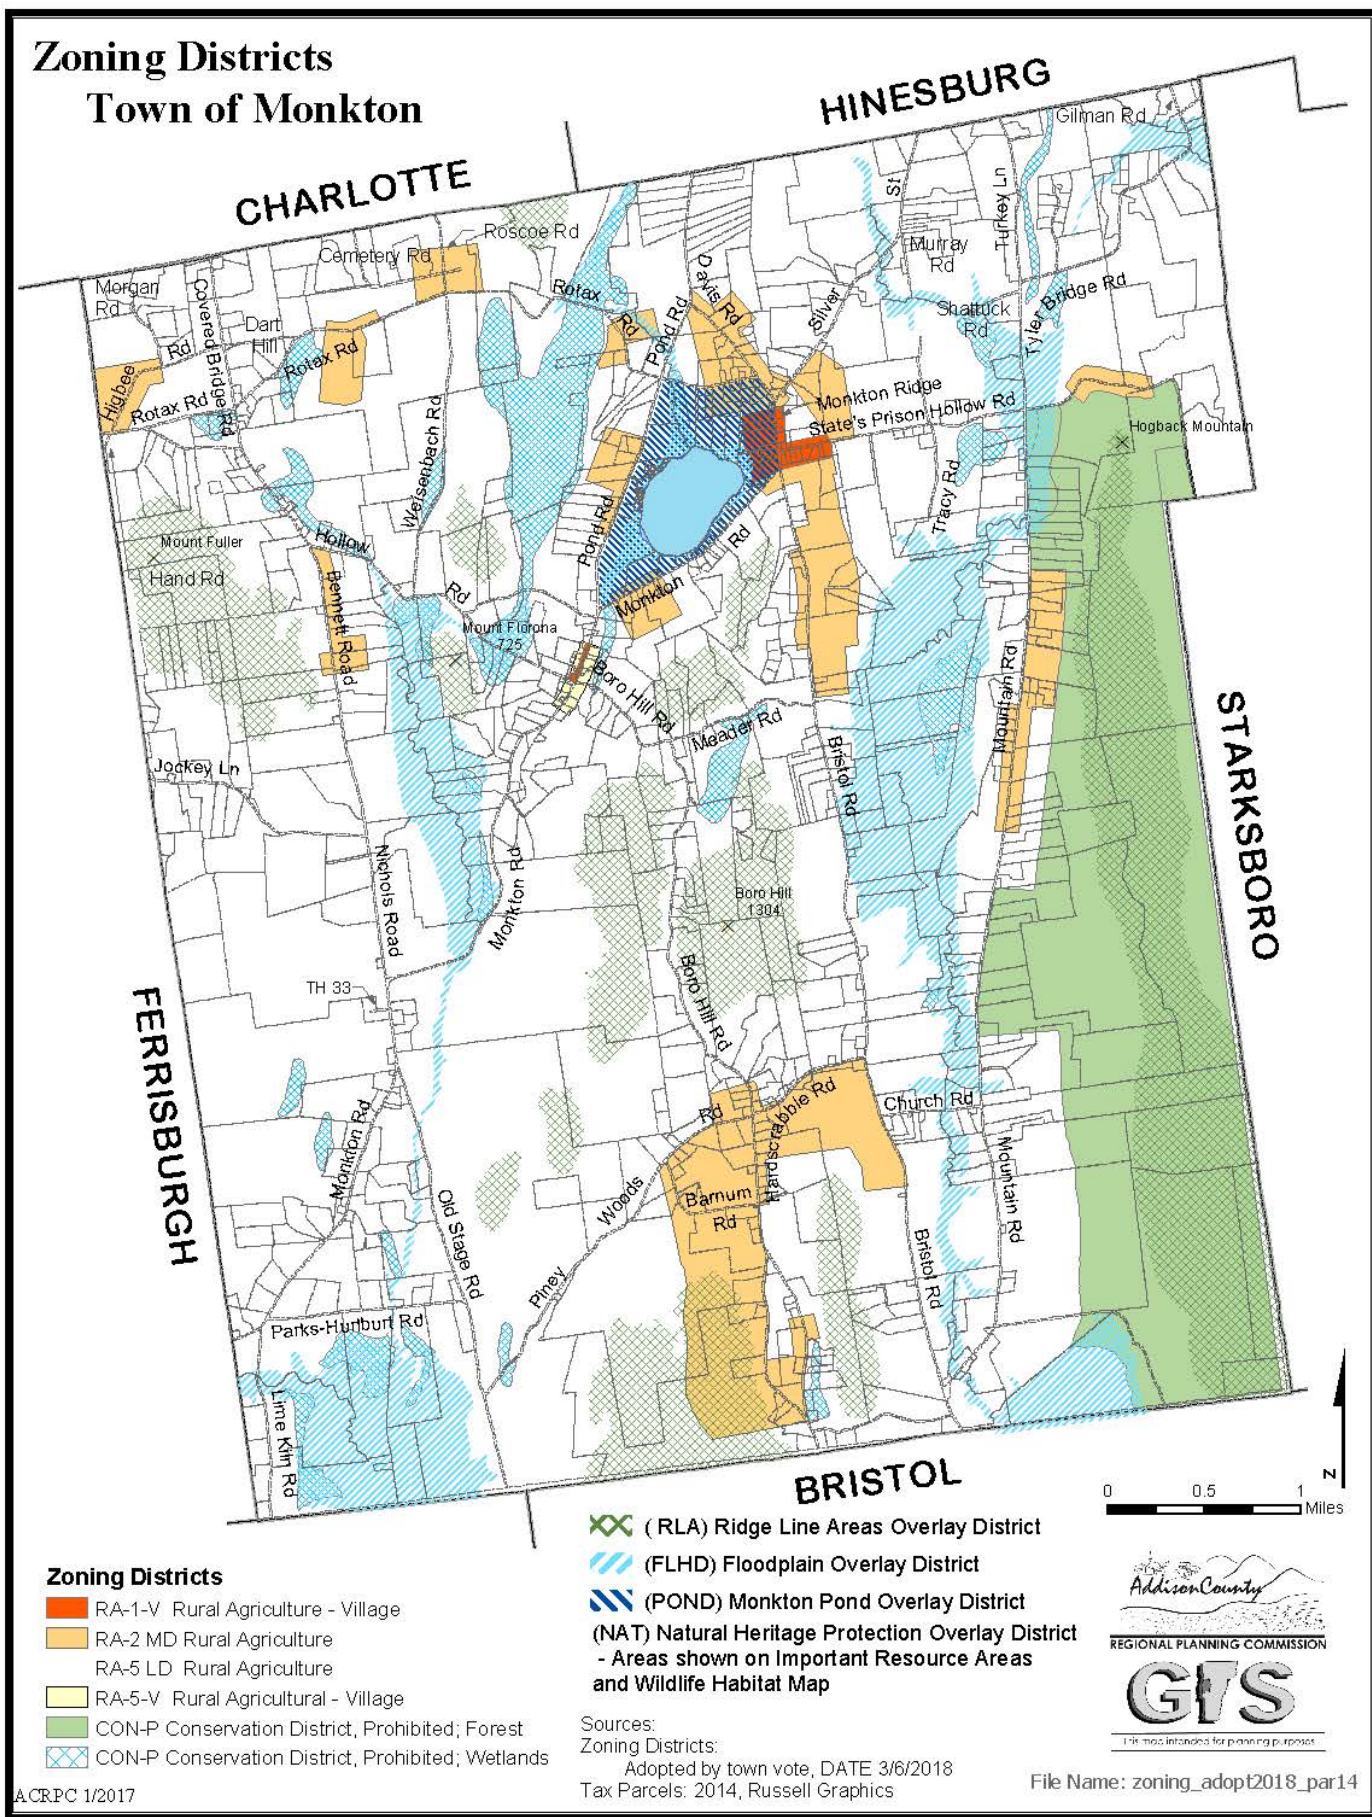 Zoning Districts
Town of Monkton
HINESBURG
CHARLOTTE
Gilman Rd
St
Turkey Ln
Roscoe Rd
Cemetery Rd
Murray
Rd
Morgan
Rd
Covered Bridge Rd
Davis Rd
Rotax
Rd
Pond Rd
Silver
Tyler Bridge Rd
Shattuck
Rd
Dart
Hill
Rd
Rotax Rd
Higbee
Rotax Rd
Monkton Ridge
State's Prison Hollow Rd
Hogback Mountain
Weisenbach Rd
Tracy Rd
Mount Fuller
Hand Rd
Hollow
Rd
Pond Rd
Rd
Monkton
Bennett Road
Mount Florona
725
Boro Hill Rd
Meader Rd
Mountain Rd
STARKSBORO
Jockey Ln
Bristol Rd
Nichols Road
Monkton Rd
Boro Hill
1304
Boro Hill Rd
TH 33
FERRISBURGH
Monkton Rd
Rd
Hardscrabble Rd
Church Rd
Mountain Rd
Old Stage Rd
Woods
Barnum
Rd
Piney
Bristol Rd
Parks-Hurlburt Rd
Lime Kiln Rd
BRISTOL
N
0 0.5 1
Miles
( RLA) Ridge Line Areas Overlay District
(FLHD) Floodplain Overlay District
(POND) Monkton Pond Overlay District
(NAT) Natural Heritage Protection Overlay District
- Areas shown on Important Resource Areas
and Wildlife Habitat Map
Zoning Districts
RA-1-V Rural Agriculture - Village
RA-2 MD Rural Agriculture
RA-5 LD Rural Agriculture
RA-5-V Rural Agricultural - Village
CON-P Conservation District, Prohibited; Forest
CON-P Conservation District, Prohibited; Wetlands
Sources:
Zoning Districts:
Adopted by town vote, DATE 3/6/2018
Tax Parcels: 2014, Russell Graphics
Addison County
REGIONAL PLANNING COMMISSION
GIS
This map intended for planning purposes
ACRPC 1/2017
File Name: zoning_adopt2018_par14